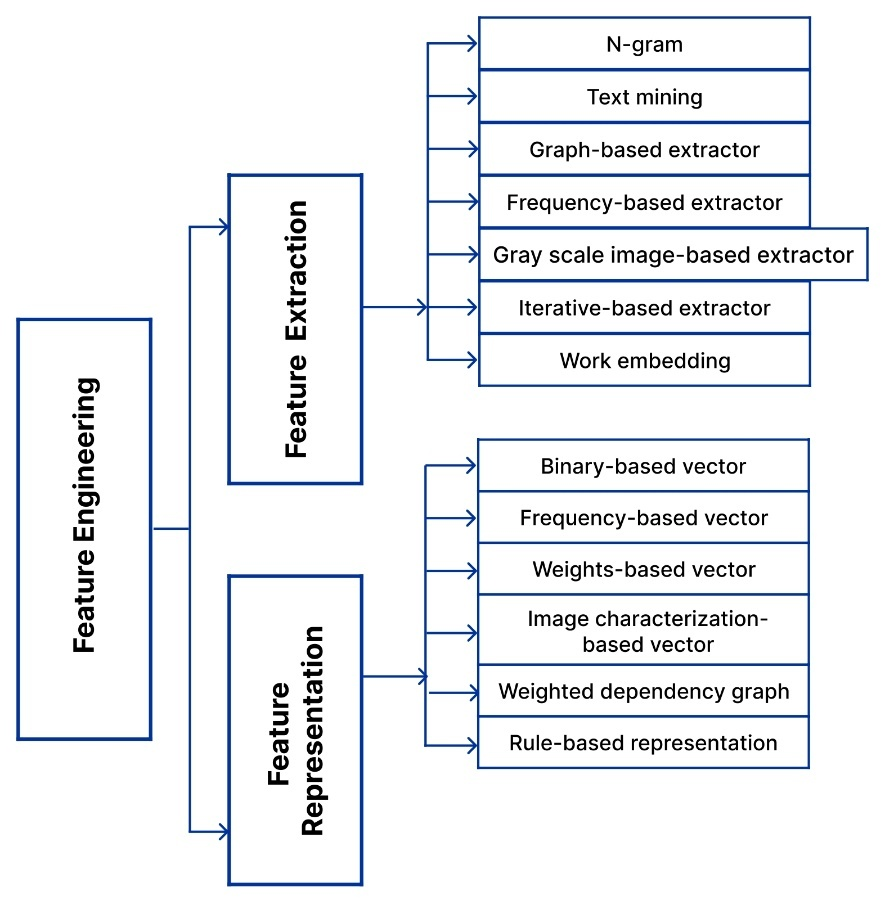 Feature Engineering
Feature Extraction
N-gram
Text mining
Graph-based extractor
Frequency-based extractor
Gray scale image-based extractor
Iterative-based extractor
Work embedding
Feature
Representation
Binary-based vector
Frequency-based vector
Weights-based vector
Image characterization-
based vector
Weighted dependency graph
Rule-based representation